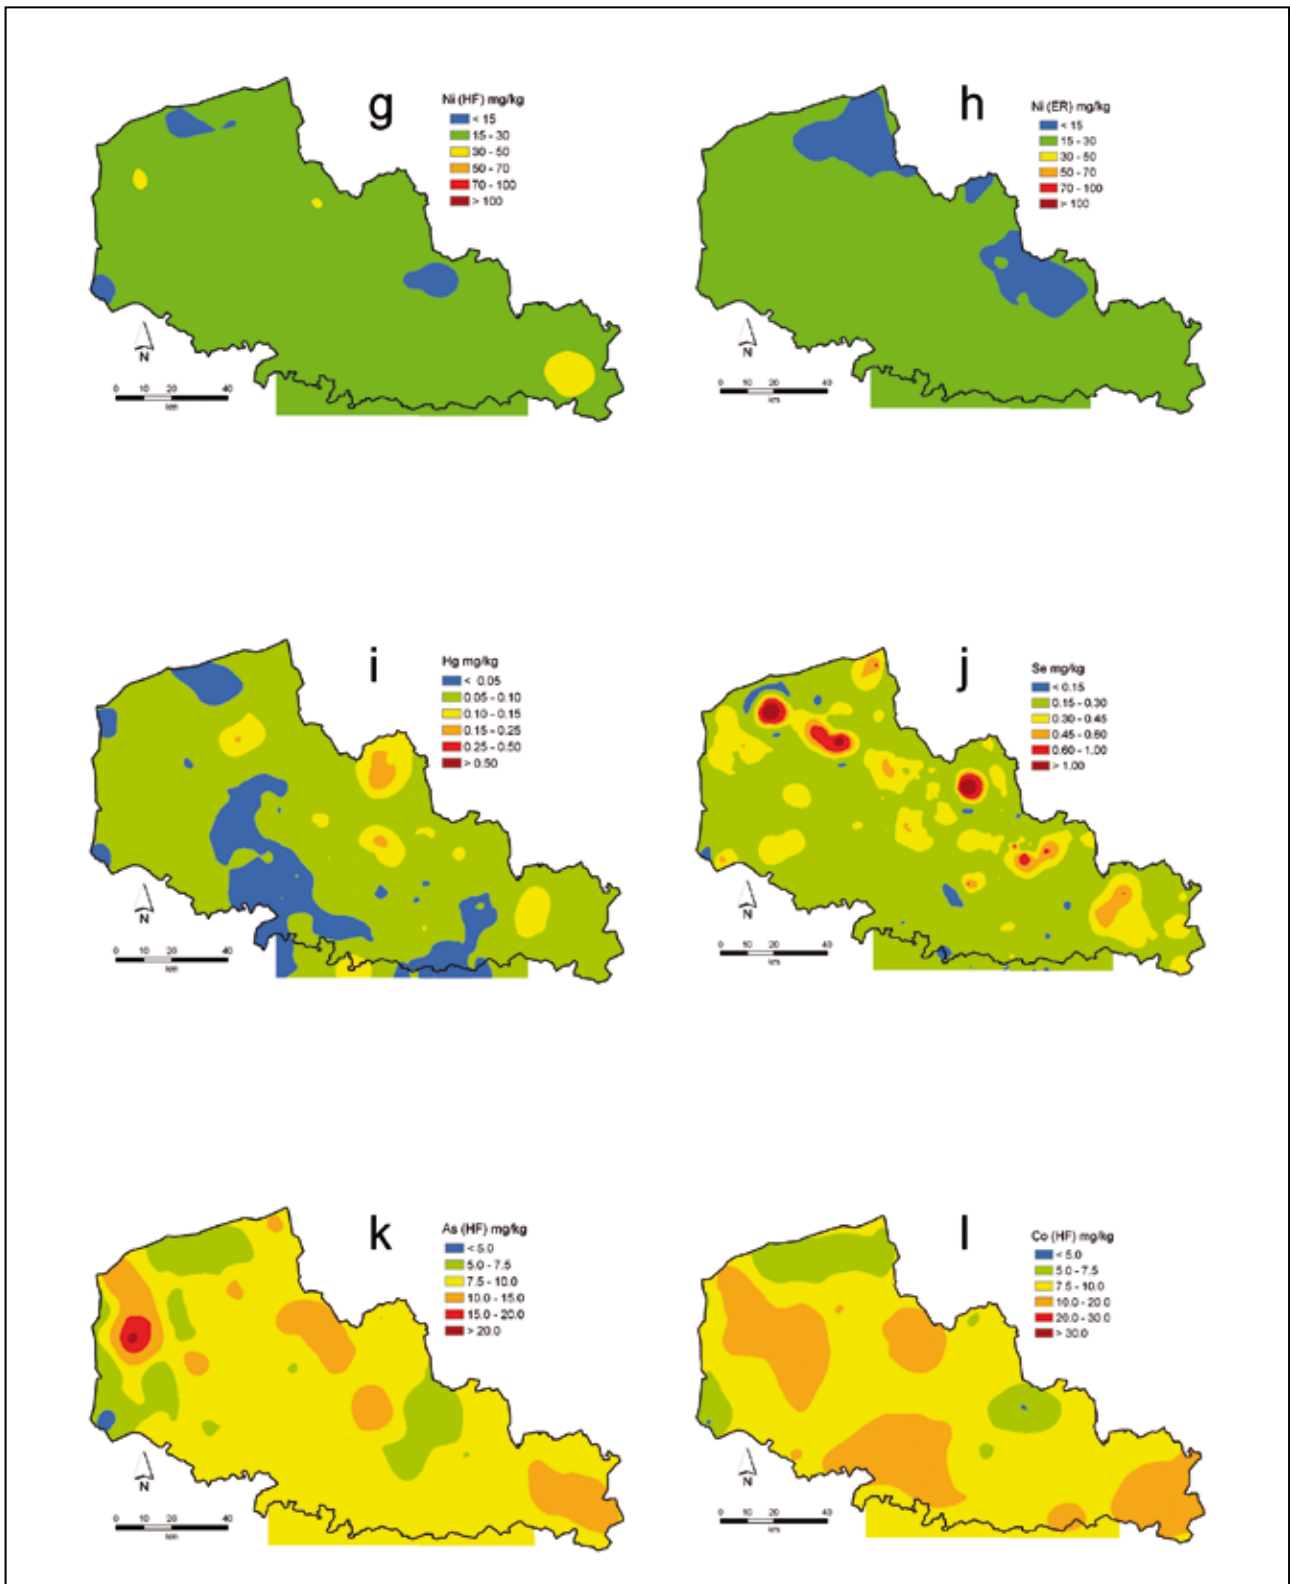 g
Ni (HF) mg/kg
< 15
15 - 30
30 - 50
50 - 70
70 - 100
> 100
N
0 10 20 40
km
h
Ni (ER) mg/kg
< 15
15 - 30
30 - 50
50 - 70
70 - 100
> 100
N
0 10 20 40
km
i
Hg mg/kg
< 0.05
0.05 - 0.10
0.10 - 0.15
0.15 - 0.25
0.25 - 0.50
> 0.50
N
0 10 20 40
km
j
Se mg/kg
< 0.15
0.15 - 0.30
0.30 - 0.45
0.45 - 0.60
0.60 - 1.00
> 1.00
N
0 10 20 40
km
k
As (HF) mg/kg
< 5.0
5.0 - 7.5
7.5 - 10.0
10.0 - 15.0
15.0 - 20.0
> 20.0
N
0 10 20 40
km
l
Co (HF) mg/kg
< 5.0
5.0 - 7.5
7.5 - 10.0
10.0 - 20.0
20.0 - 30.0
> 30.0
N
0 10 20 40
km